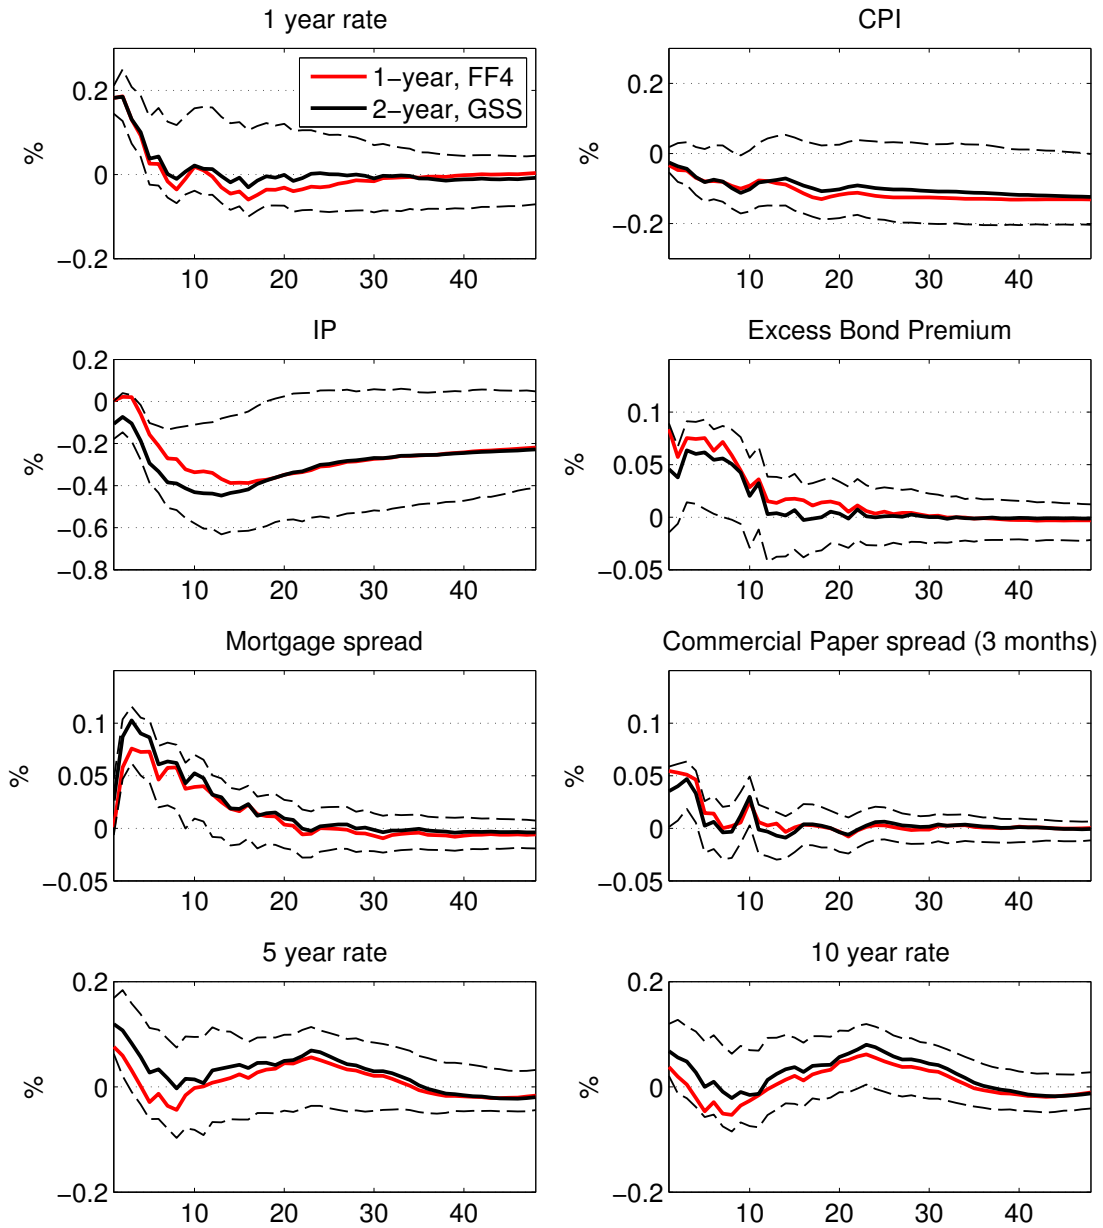 1 year rate
0.2
0
−0.2
%
10 20 30 40
1−year, FF4
2−year, GSS
CPI
0.2
0
−0.2
%
10 20 30 40
IP
0.2
0
−0.2
−0.4
−0.6
−0.8
%
10 20 30 40
Excess Bond Premium
0.1
0.05
0
−0.05
%
10 20 30 40
Mortgage spread
0.1
0.05
0
−0.05
%
10 20 30 40
Commercial Paper spread (3 months)
0.1
0.05
0
−0.05
%
10 20 30 40
5 year rate
0.2
0
−0.2
%
10 20 30 40
10 year rate
0.2
0
−0.2
%
10 20 30 40